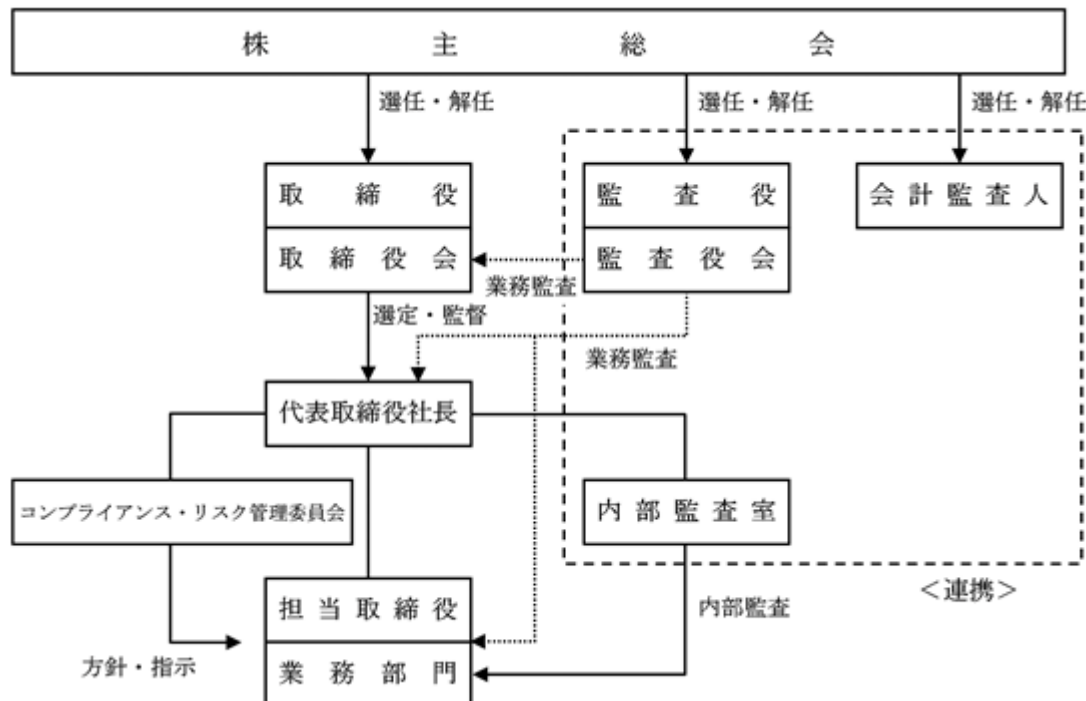 株主総会
選任・解任
選任・解任
選任・解任
取締役
監査役
会計監査人
取締役会
監査役会
業務監査
選定・監督
業務監査
代表取締役社長
コンプライアンス・リスク管理委員会
内部監査室
担当取締役
内部監査
＜連携＞
方針・指示
業務部門